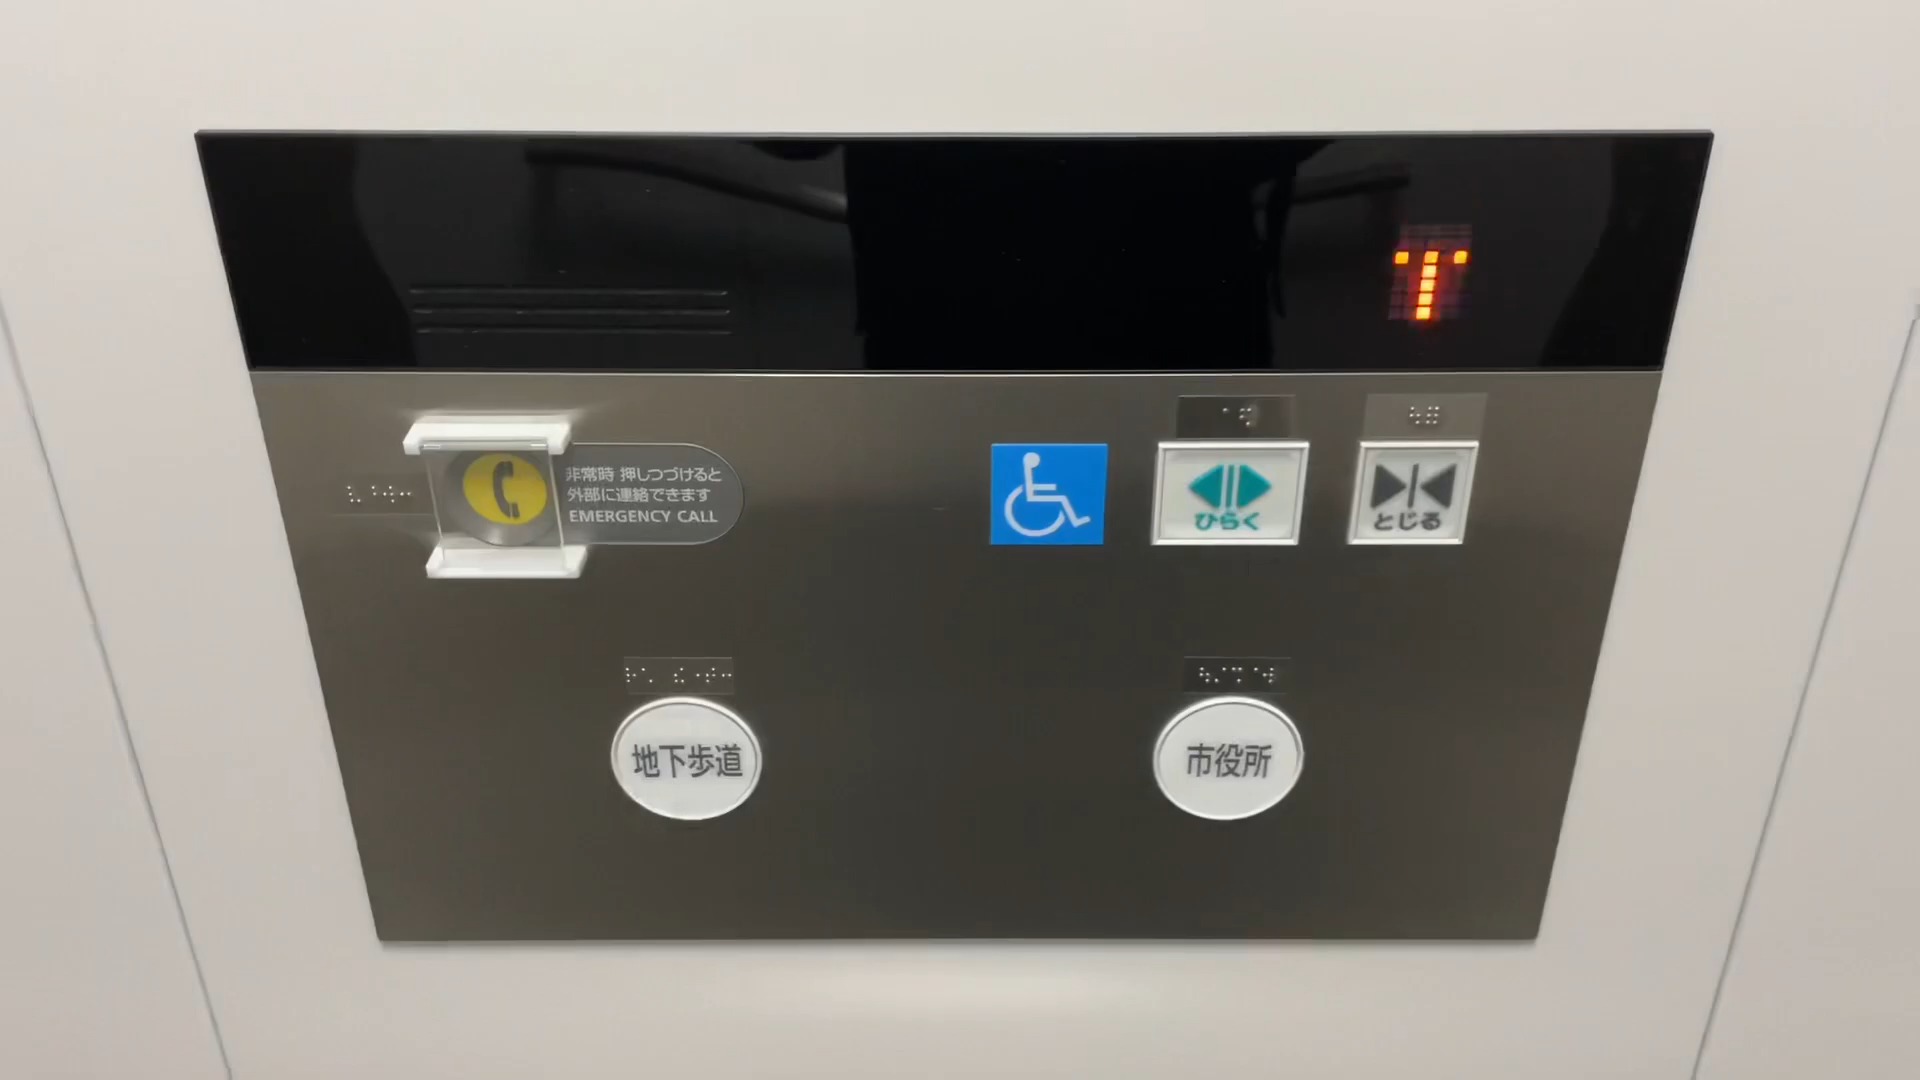 非常時 押しつづけると
外部に連絡できます
EMERGENCY CALL
ひらく
とじる
地下歩道
市役所